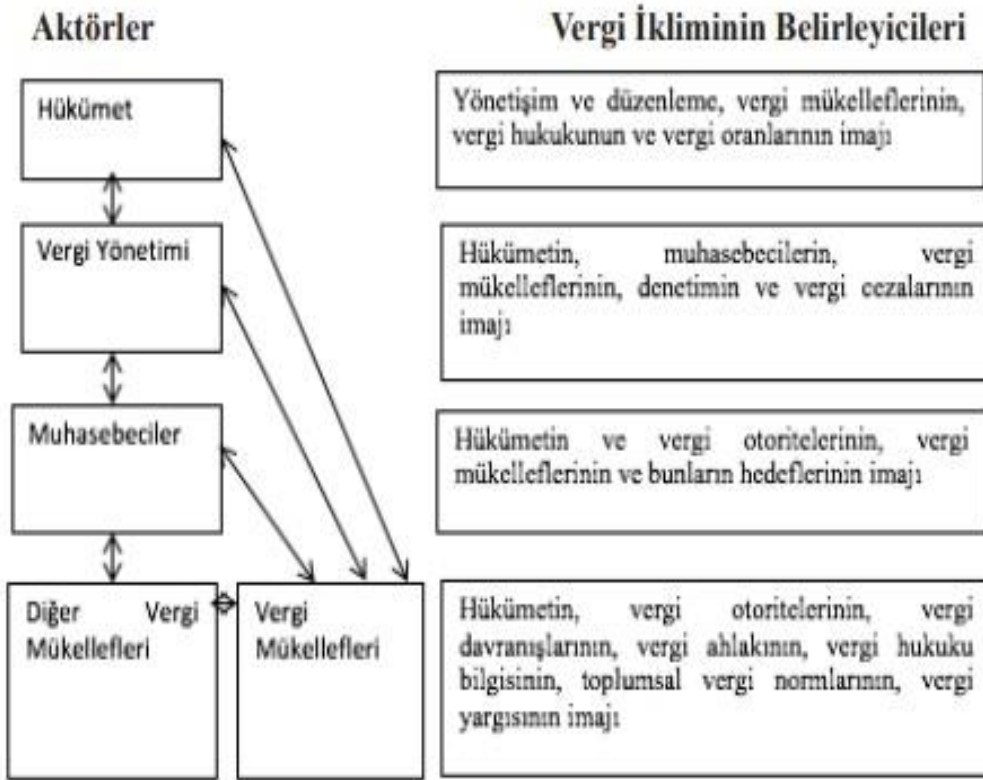 Aktörler
Vergi İkliminin Belirleyicileri
Hükümet
Yönetişim ve düzenleme, vergi mükelleflerinin,
vergi hukukunun ve vergi oranlarının imajı
Vergi Yönetimi
Hükümetin, muhasebecilerin, vergi
mükelleflerinin, denetimin ve vergi cezalarının
imajı
Muhasebeciler
Hükümetin ve vergi otoritelerinin, vergi
mükelleflerinin ve bunların hedeflerinin imajı
Diğer Vergi
Mükellefleri
Vergi
Mükellefleri
Hükümetin, vergi otoritelerinin, vergi
davranışlarının, vergi ahlakının, vergi hukuku
bilgisinin, toplumsal vergi normlarının, vergi
yargısının imajı